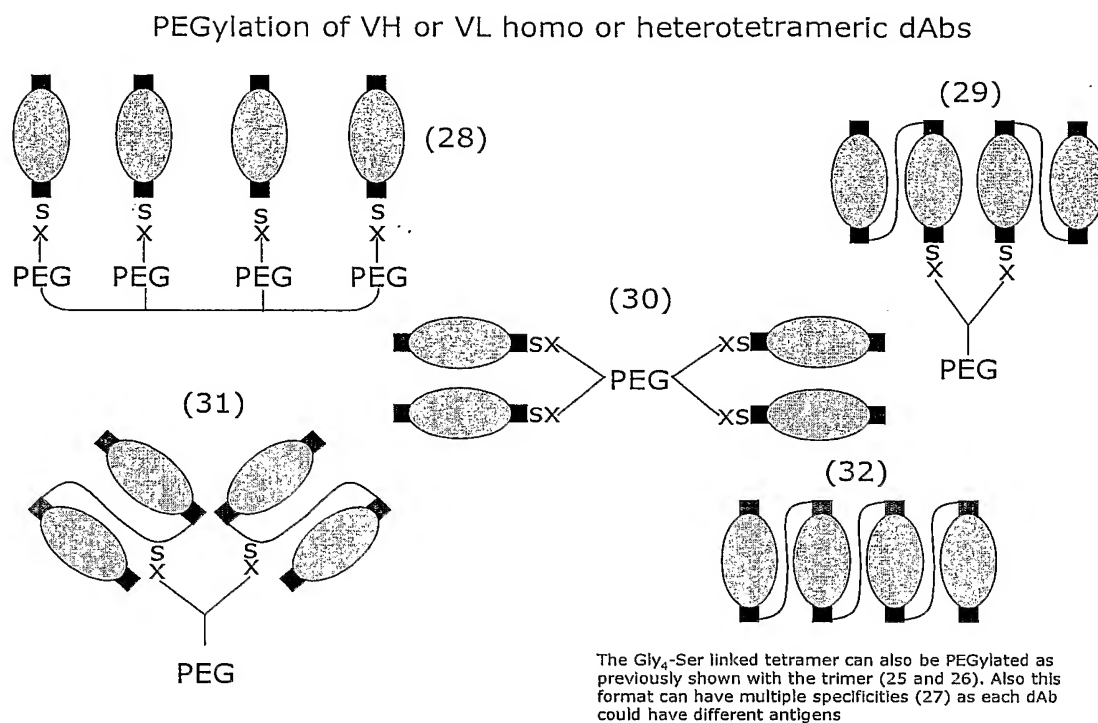 PEGylation of VH or VL homo or heterotetrameric dAbs
(28)
S S S S
X X X X
PEG PEG PEG PEG
(29)
S S
X X
PEG
(30)
SX XS
PEG
SX XS
(31)
S S
X X
PEG
(32)
The Gly₄-Ser linked tetramer can also be PEGylated as
previously shown with the trimer (25 and 26). Also this
format can have multiple specificities (27) as each dAb
could have different antigens